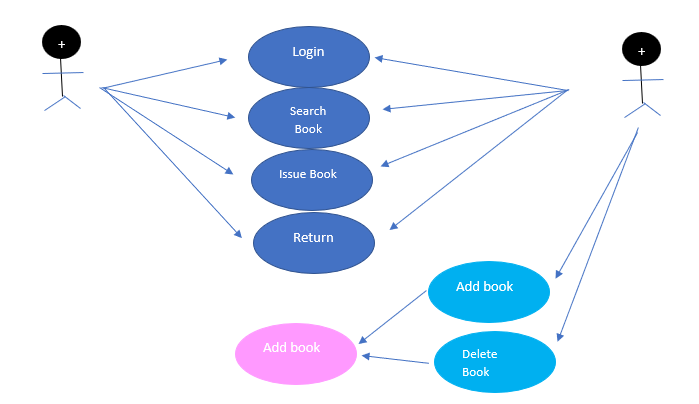 +
+
Login
Search
Book
Issue Book
Return
Add book
Add book
Delete
Book